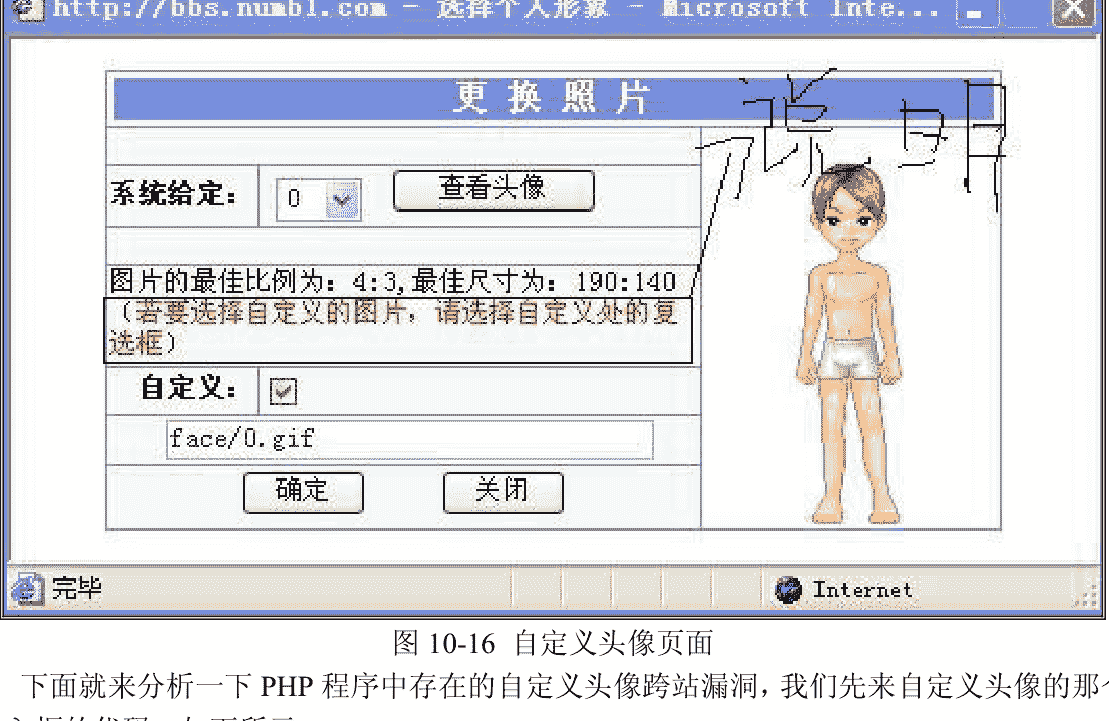 http://bbs.numbl.com - 选择个人形象 - Microsoft Inte...
更换照片
系统给定：
0
查看头像
图片的最佳比例为：4:3,最佳尺寸为：190:140
（若要选择自定义的图片，请选择自定义处的复
选框）
自定义：
face/0.gif
确定
关闭
完毕
Internet
图 10-16 自定义头像页面
下面就来分析一下 PHP 程序中存在的自定义头像跨站漏洞，我们先来自定义头像的那